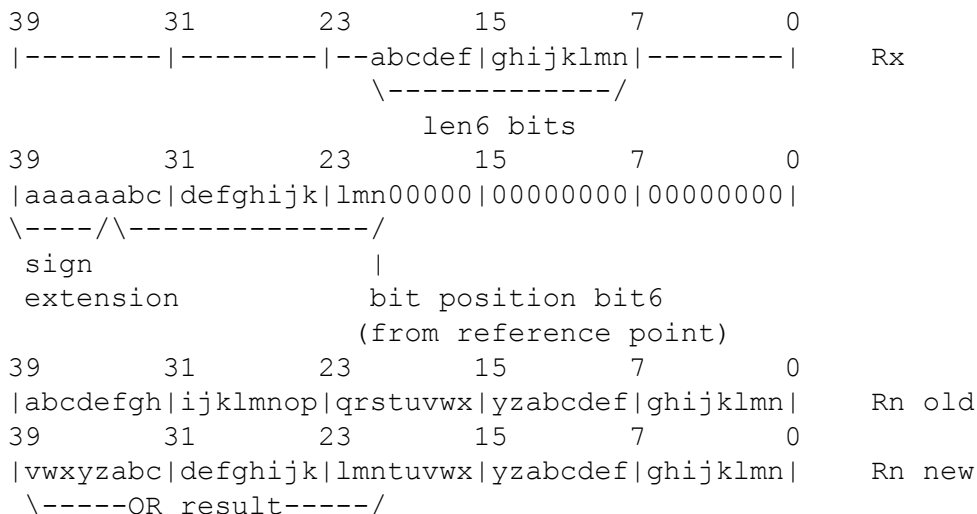 39 31 23 15 7 0
|--------|--------|--abcdef|ghijklmn|--------| Rx
\-------------/
len6 bits
39 31 23 15 7 0
|aaaaaabc|defghijk|lmn00000|00000000|00000000|
\----/\--------------/
sign |
extension bit position bit6
(from reference point)
39 31 23 15 7 0
|abcdefgh|ijklmnop|qrstuvwx|yzabcdef|ghijklmn| Rn old
39 31 23 15 7 0
|vwxyzabc|defghijk|lmntuvwx|yzabcdef|ghijklmn| Rn new
\-----OR result-----/